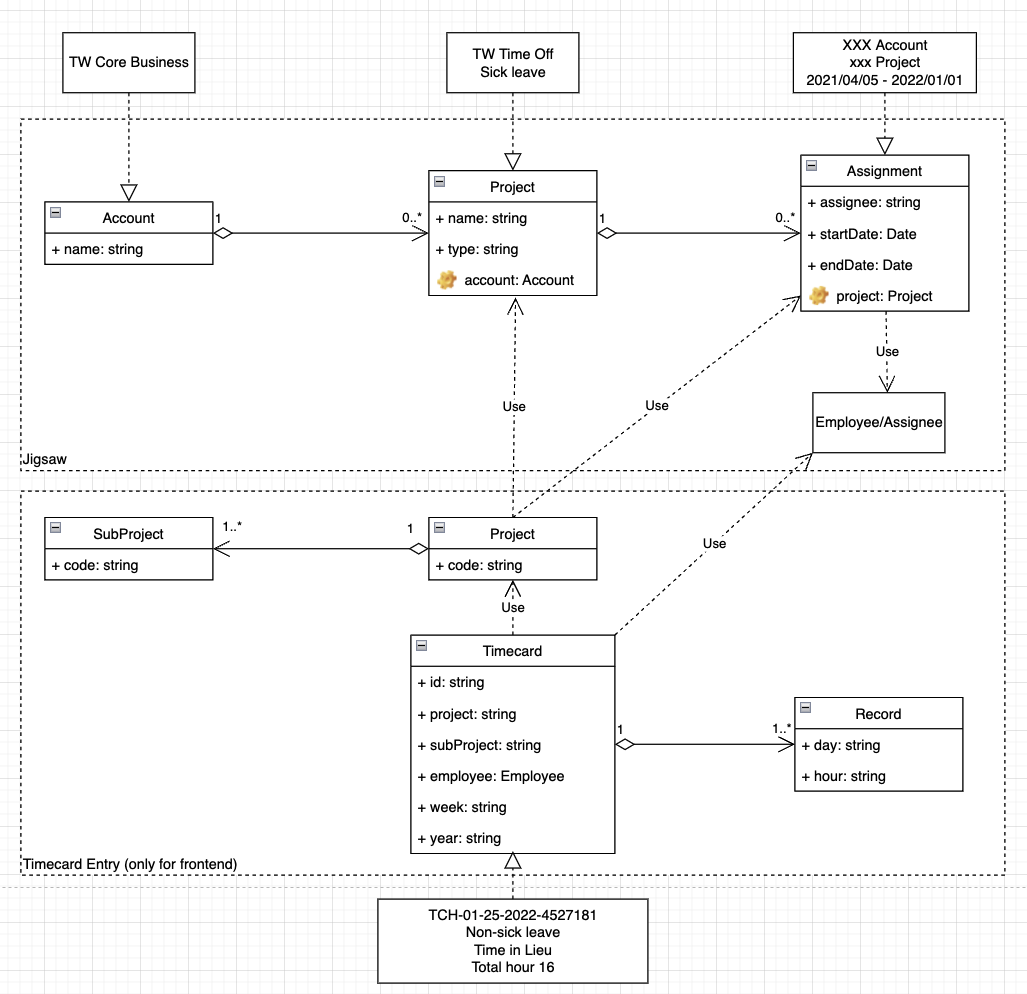 TW Core Business
TW Time Off
Sick leave
XXX Account
xxx Project
2021/04/05 - 2022/01/01
Account
+ name: string
1
0..*
Project
+ name: string
+ type: string
account: Account
1
0..*
Assignment
+ assignee: string
+ startDate: Date
+ endDate: Date
project: Project
Use
Use
Use
Employee/Assignee
Jigsaw
SubProject
+ code: string
1..*
1
Project
+ code: string
Use
Use
Timecard
+ id: string
+ project: string
+ subProject: string
+ employee: Employee
+ week: string
+ year: string
1
1..*
Record
+ day: string
+ hour: string
Timecard Entry (only for frontend)
TCH-01-25-2022-4527181
Non-sick leave
Time in Lieu
Total hour 16